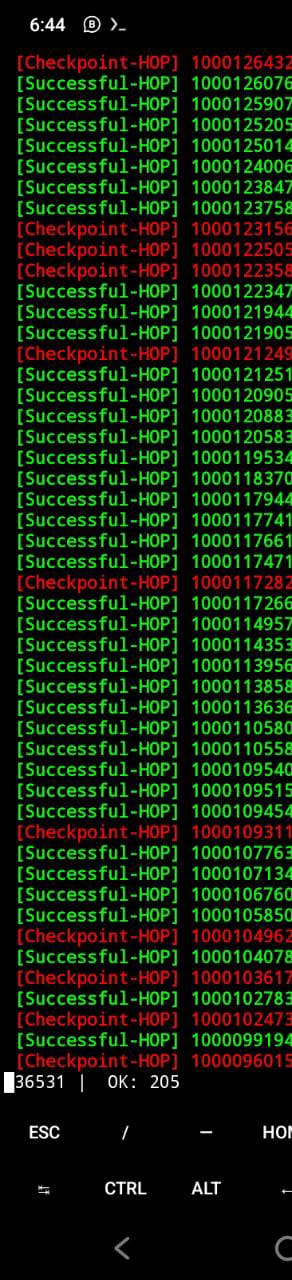 6:44
[Checkpoint-HOP] 1000126432
[Successful-HOP] 1000126076
[Successful-HOP] 1000125907
[Successful-HOP] 1000125205
[Successful-HOP] 1000125014
[Successful-HOP] 1000124006
[Successful-HOP] 1000123847
[Successful-HOP] 1000123758
[Checkpoint-HOP] 1000123156
[Checkpoint-HOP] 1000122505
[Checkpoint-HOP] 1000122358
[Successful-HOP] 1000122347
[Successful-HOP] 1000121944
[Successful-HOP] 1000121905
[Checkpoint-HOP] 1000121249
[Successful-HOP] 1000121251
[Successful-HOP] 1000120905
[Successful-HOP] 1000120883
[Successful-HOP] 1000120583
[Successful-HOP] 1000119534
[Successful-HOP] 1000118370
[Successful-HOP] 1000117944
[Successful-HOP] 1000117741
[Successful-HOP] 1000117661
[Successful-HOP] 1000117471
[Checkpoint-HOP] 1000117282
[Successful-HOP] 1000117266
[Successful-HOP] 1000114957
[Successful-HOP] 1000114353
[Successful-HOP] 1000113956
[Successful-HOP] 1000113858
[Successful-HOP] 1000113636
[Successful-HOP] 1000110580
[Successful-HOP] 1000110558
[Successful-HOP] 1000109540
[Successful-HOP] 1000109515
[Successful-HOP] 1000109454
[Checkpoint-HOP] 1000109311
[Successful-HOP] 1000107763
[Successful-HOP] 1000107134
[Successful-HOP] 1000106760
[Successful-HOP] 1000105850
[Checkpoint-HOP] 1000104962
[Successful-HOP] 1000104078
[Checkpoint-HOP] 1000103617
[Successful-HOP] 1000102783
[Checkpoint-HOP] 1000102473
[Successful-HOP] 1000099194
[Checkpoint-HOP] 1000096015
36531 | OK: 205
ESC / — HOM
CTRL ALT